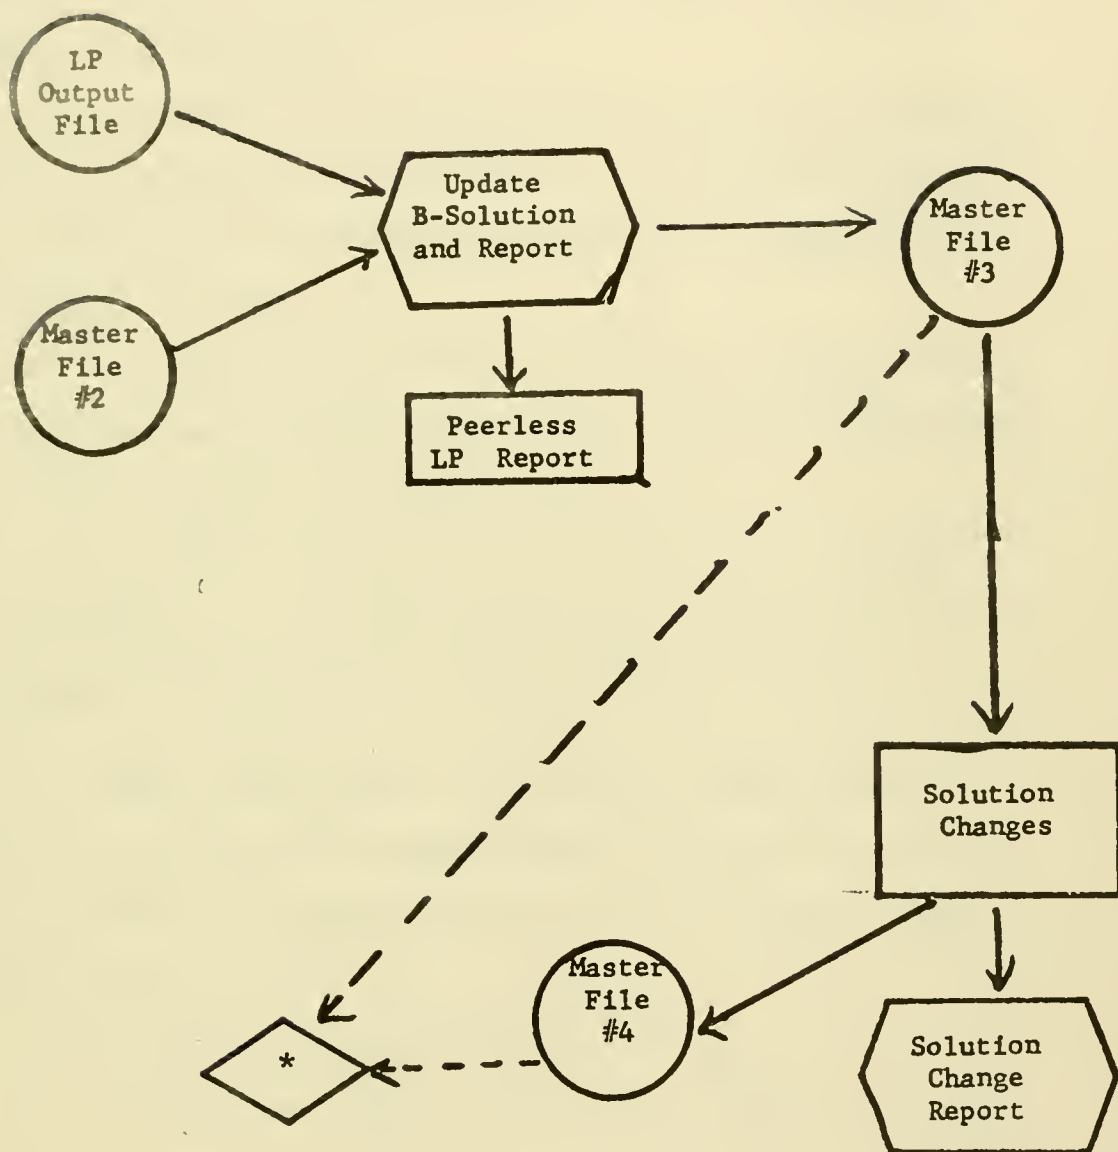 LP
Output
File
Update
B-Solution
and Report
Master
File
#3
Master
File
#2
Peerless
LP Report
Solution
Changes
Master
File
#4
*
Solution
Change
Report